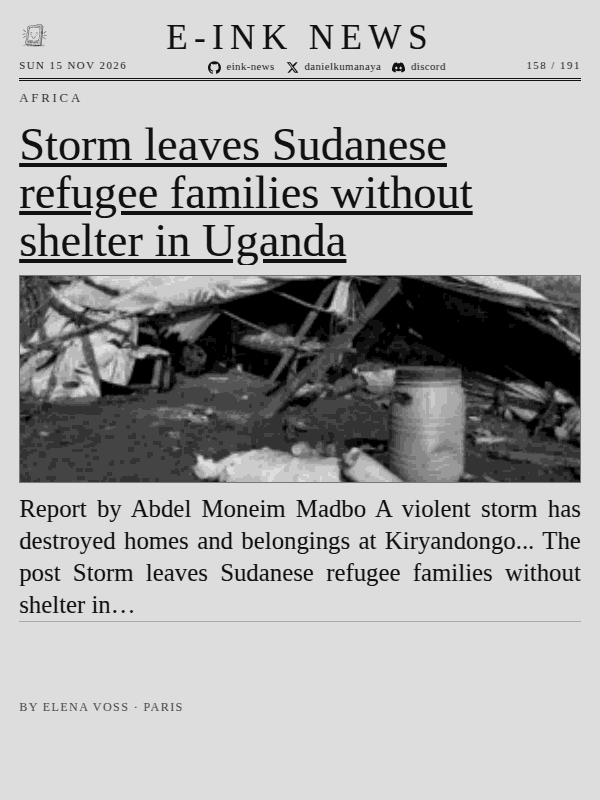 E-INK NEWS
SUN 15 NOV 2026
eink-news
danielkumanaya
discord
158 / 191
AFRICA
Storm leaves Sudanese
refugee families without
shelter in Uganda
Report by Abdel Moneim Madbo A violent storm has
destroyed homes and belongings at Kiryandongo... The
post Storm leaves Sudanese refugee families without
shelter in…
BY ELENA VOSS · PARIS